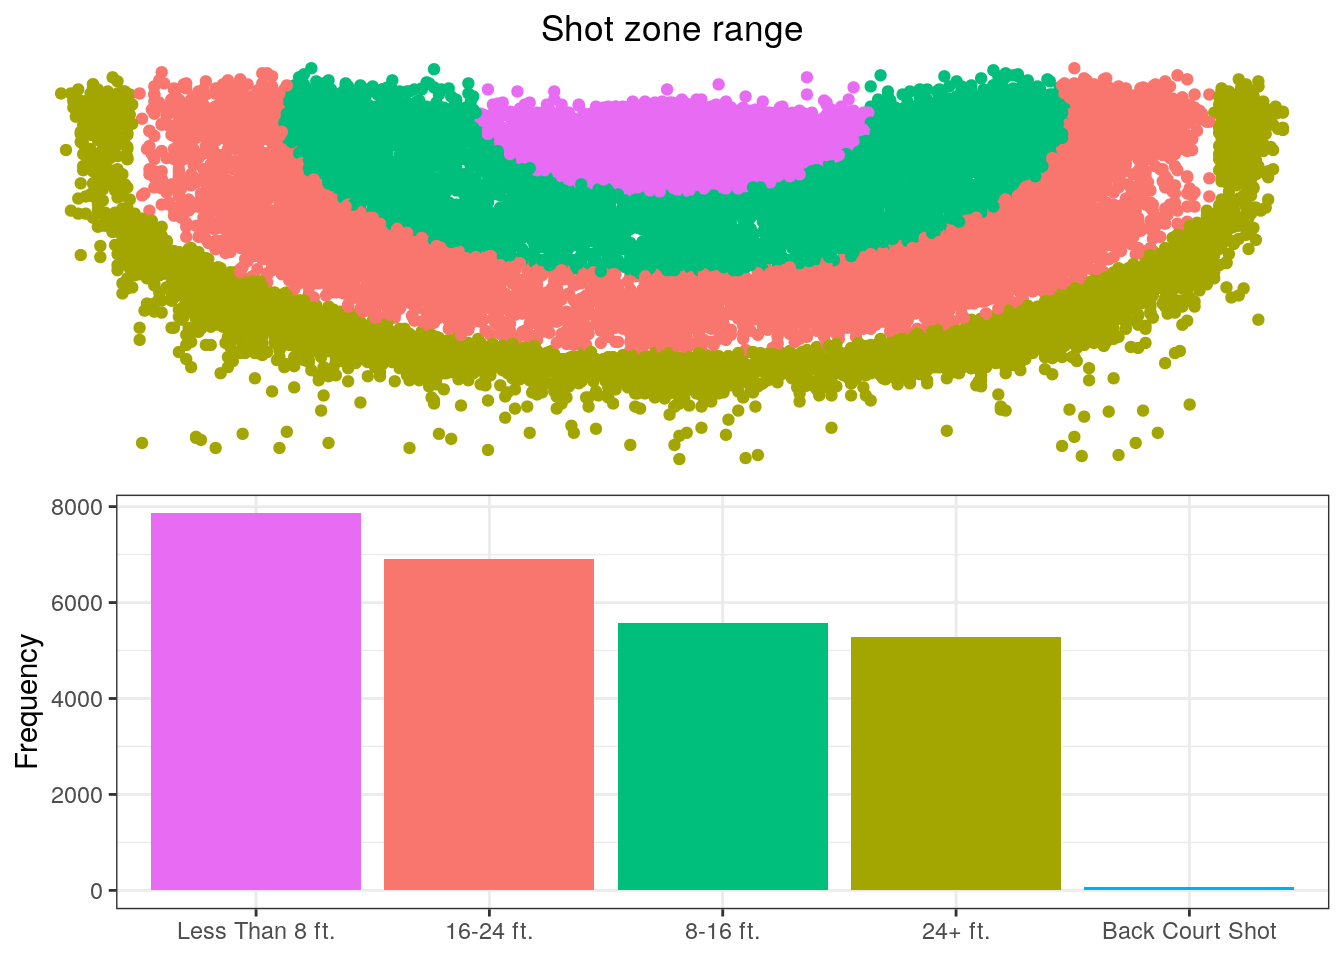 Shot zone range
8000
6000
4000
2000
0
Frequency
Less Than 8 ft.
16-24 ft.
8-16 ft.
24+ ft.
Back Court Shot